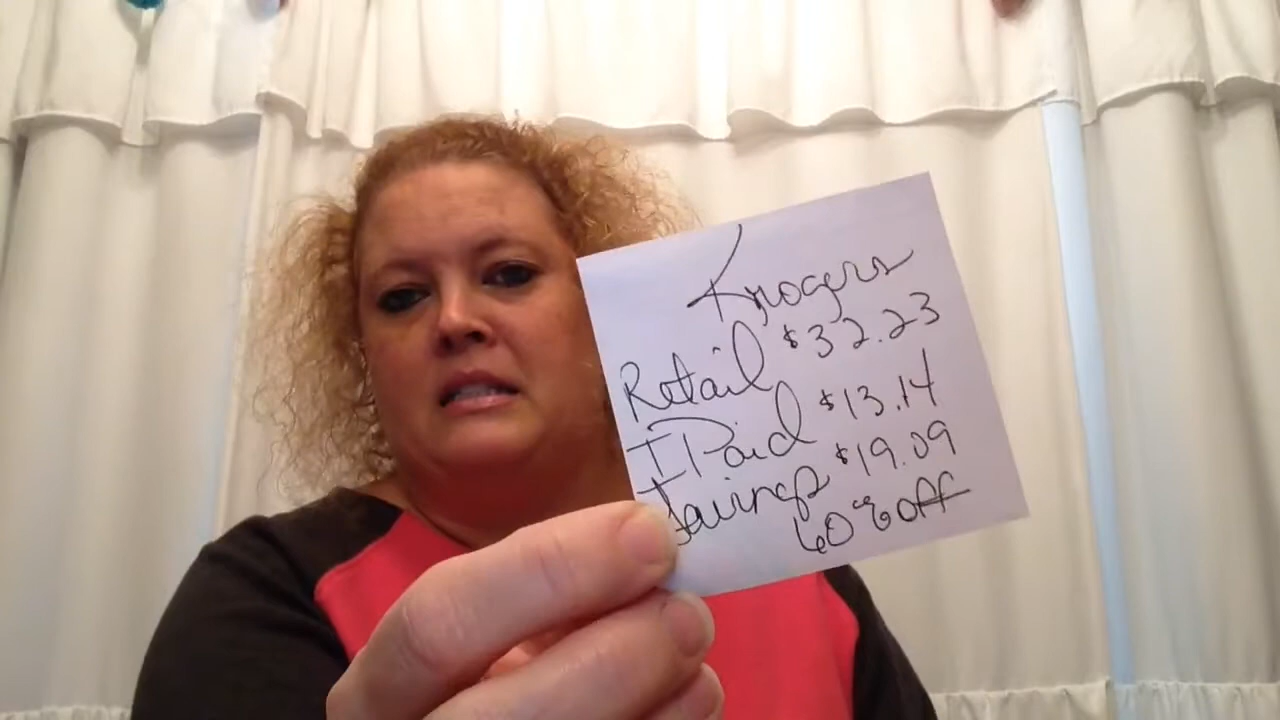 Krogers
Retail $32.23
I Paid $13.14
Savings $19.09
60% off